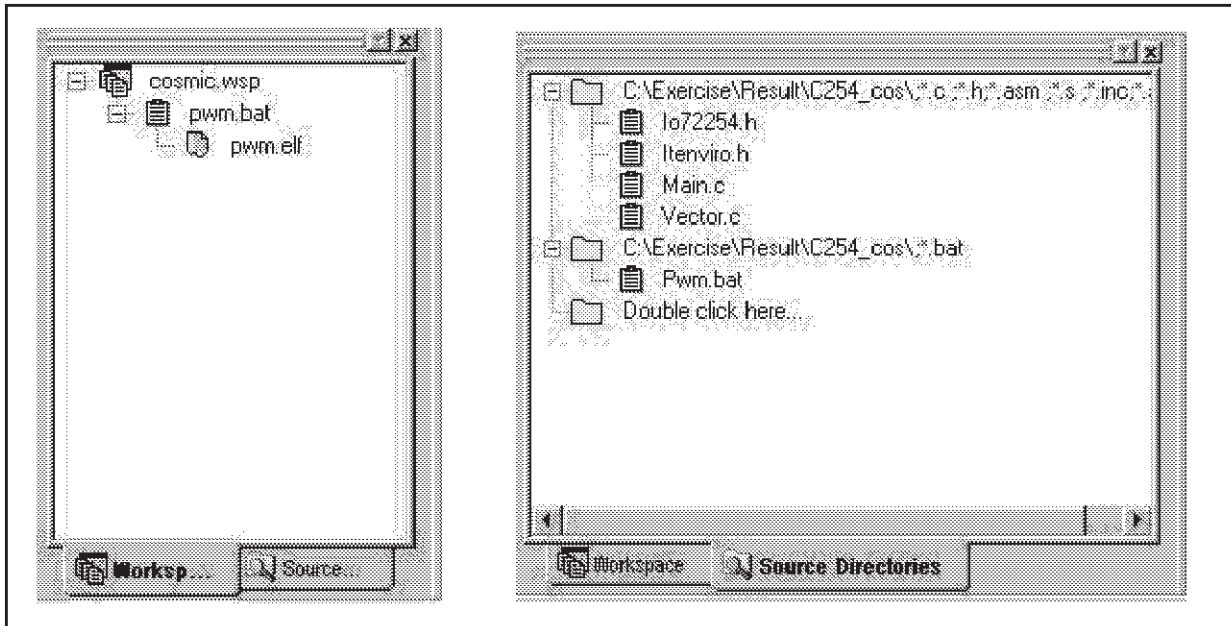 cosmic.wsp
pwm.bat
pwm.elf
Worksp...
Source...
C:\Exercise\Result\C254_cos\,*.c ;*.h;*.asm ;*.s ;*.inc;*.
Io72254.h
Itenviro.h
Main.c
Vector.c
C:\Exercise\Result\C254_cos\,*.bat
Pwm.bat
Double click here...
Workspace
Source Directories